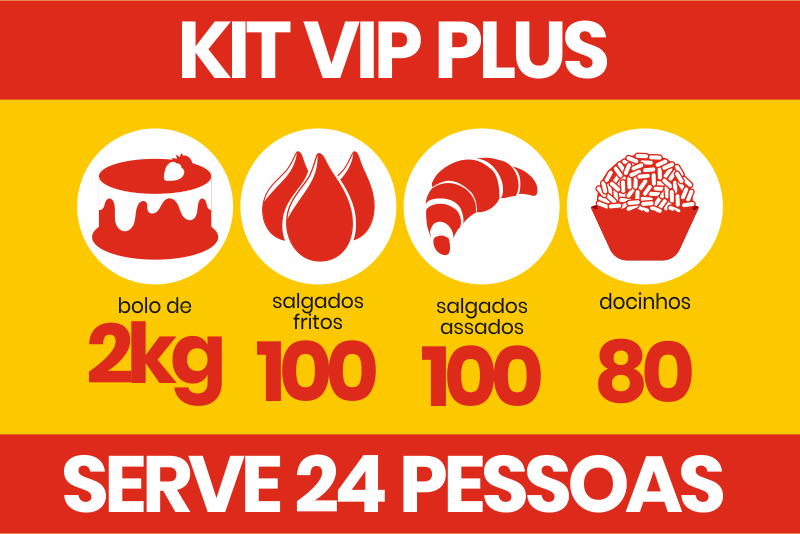 KIT VIP PLUS
bolo de
2kg
salgados
fritos
100
salgados
assados
100
docinhos
80
SERVE 24 PESSOAS